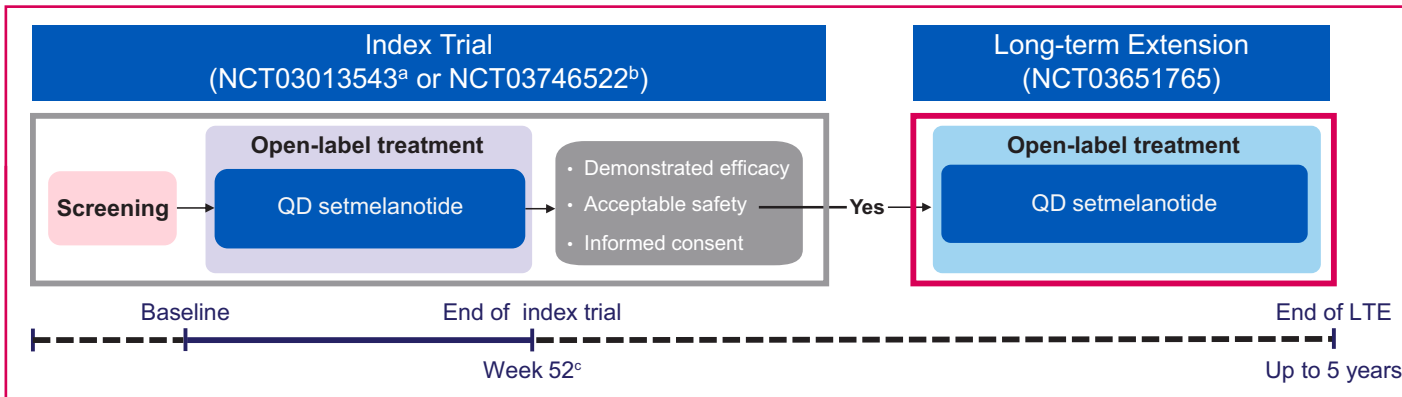 Index Trial
(NCT03013543ᵃ or NCT03746522ᵇ)
Long-term Extension
(NCT03651765)
Screening
Open-label treatment
QD setmelanotide
• Demonstrated efficacy
• Acceptable safety
• Informed consent
Yes
Open-label treatment
QD setmelanotide
Baseline
End of index trial
End of LTE
Week 52ᶜ
Up to 5 years